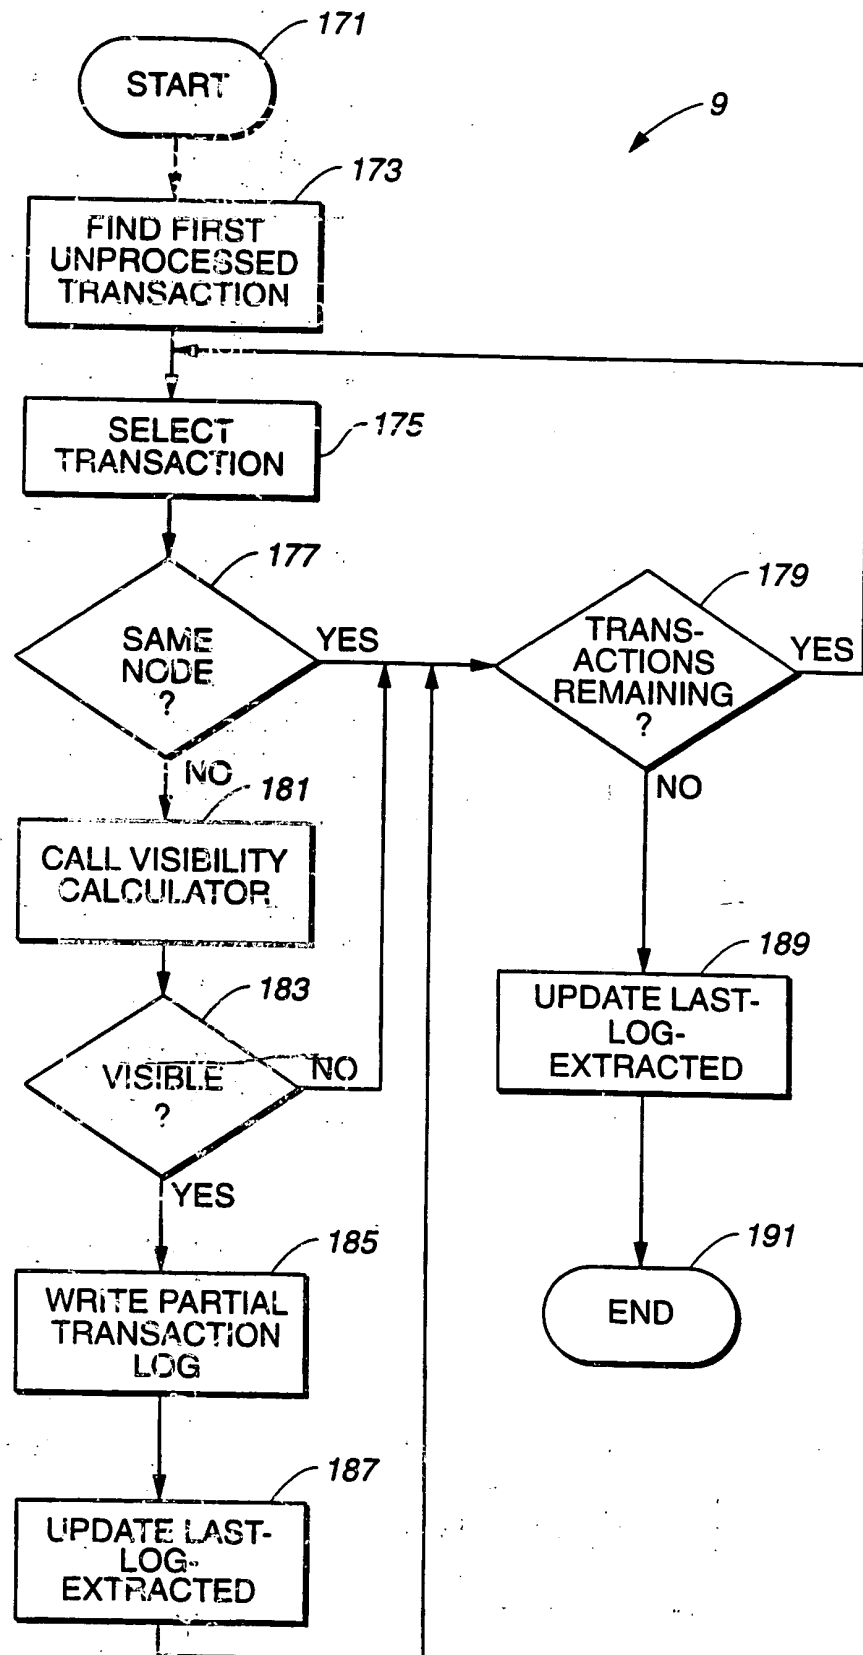 171
START
9
173
FIND FIRST
UNPROCESSED
TRANSACTION
175
SELECT
TRANSACTION
177
SAME
NODE
?
YES
NO
179
TRANS-
ACTIONS
REMAINING
?
YES
NO
181
CALL VISIBILITY
CALCULATOR
183
VISIBLE
?
NO
YES
185
WRITE PARTIAL
TRANSACTION
LOG
187
UPDATE LAST-
LOG-
EXTRACTED
189
UPDATE LAST-
LOG-
EXTRACTED
191
END